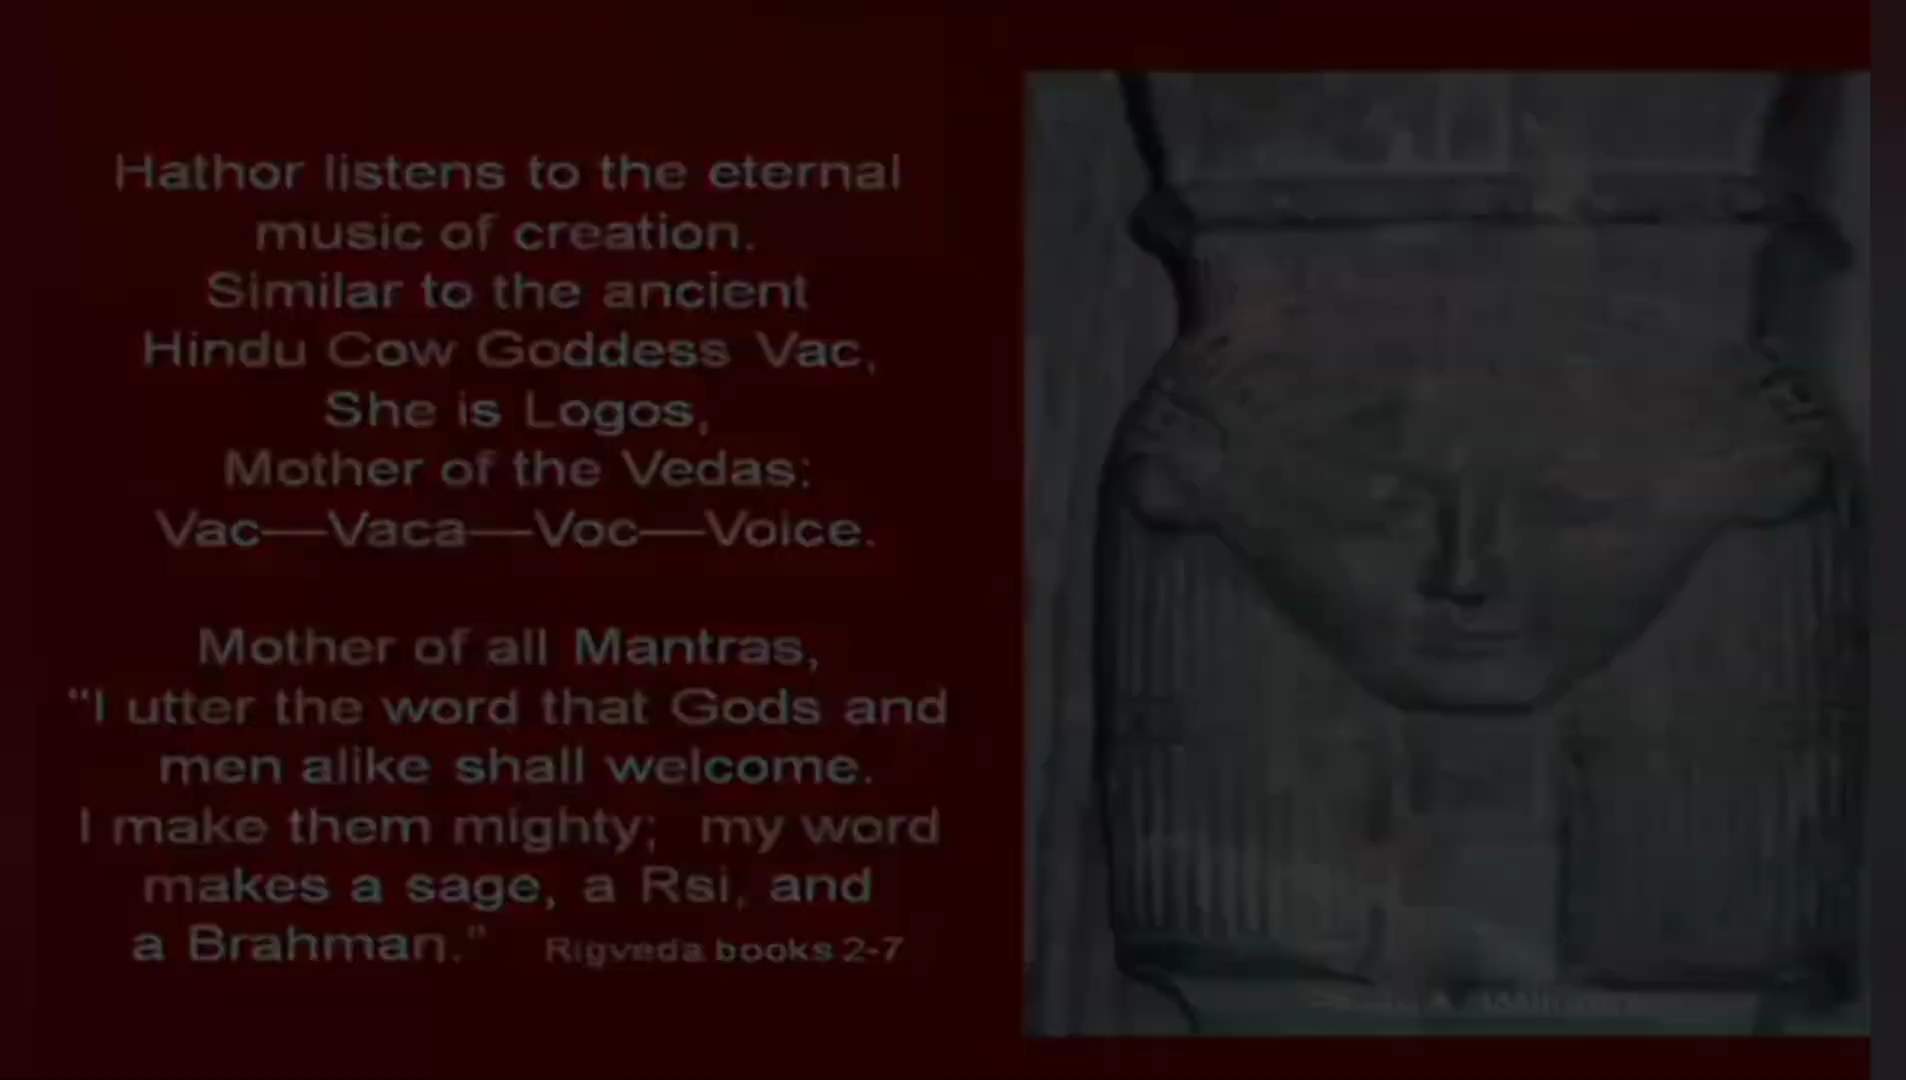 Hathor listens to the eternal
music of creation.
Similar to the ancient
Hindu Cow Goddess Vac,
She is Logos,
Mother of the Vedas:
Vac—Vaca—Voc—Voice.
Mother of all Mantras,
"I utter the word that Gods and
men alike shall welcome.
I make them mighty; my word
makes a sage, a Rsi, and
a Brahman." Rigveda books 2-7